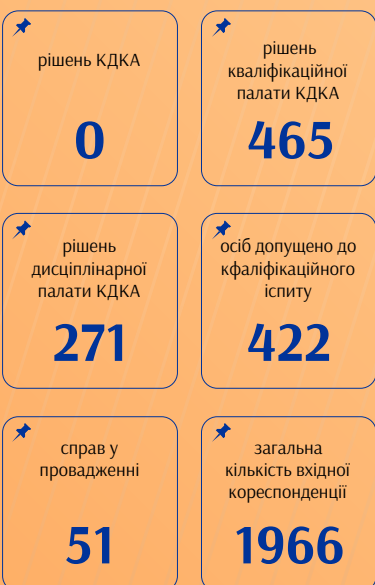 рішень КДКА
0
рішень
кваліфікаційної
палати КДКА
465
рішень
дисціплінарної
палати КДКА
271
осіб допущено до
кфаліфікаційного
іспиту
422
справ у
провадженні
51
загальна
кількість вхідної
кореспонденції
1966